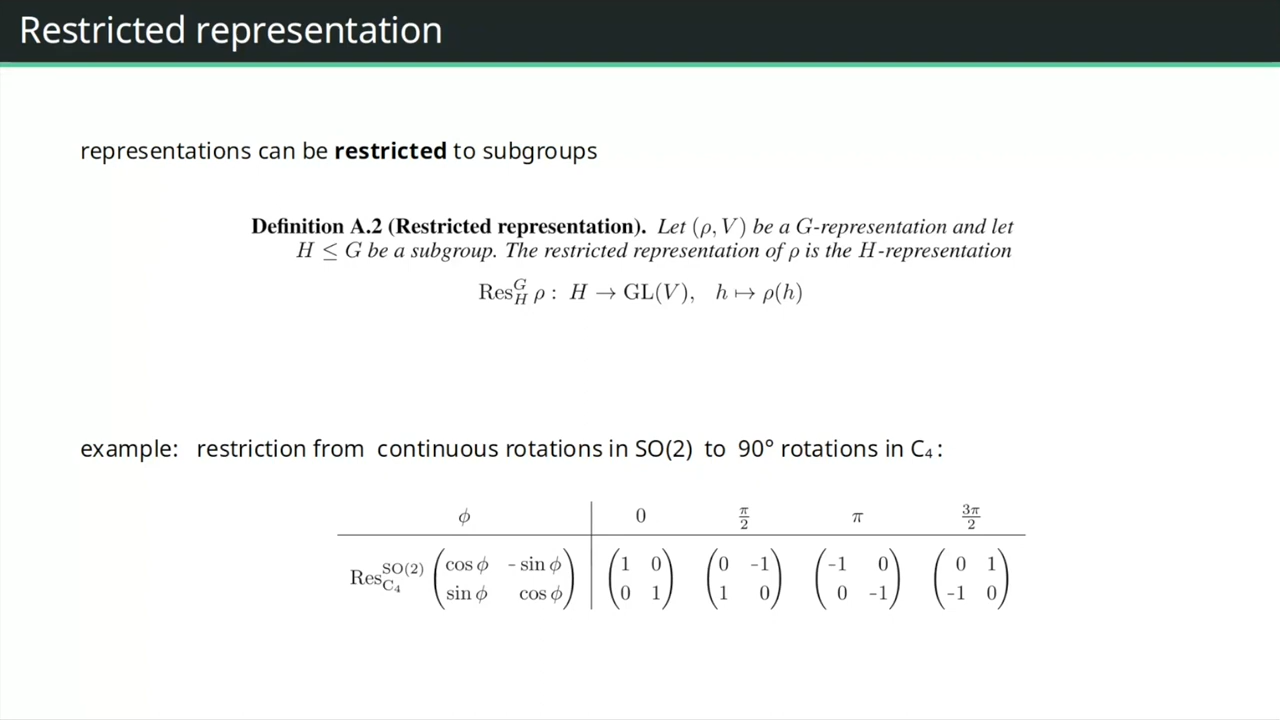 Restricted representation
representations can be restricted to subgroups
Definition A.2 (Restricted representation). Let (ρ, V) be a G-representation and let
H ≤ G be a subgroup. The restricted representation of ρ is the H-representation
Res^G_H ρ : H → GL(V), h ↦ ρ(h)
example: restriction from continuous rotations in SO(2) to 90° rotations in C₄ :
ϕ 0 π/2 π 3π/2
Res^{SO(2)}_{C₄} (cos ϕ - sin ϕ) (1 0) (0 -1) (-1 0) (0 1)
(sin ϕ cos ϕ) (0 1) (1 0) (0 -1) (-1 0)